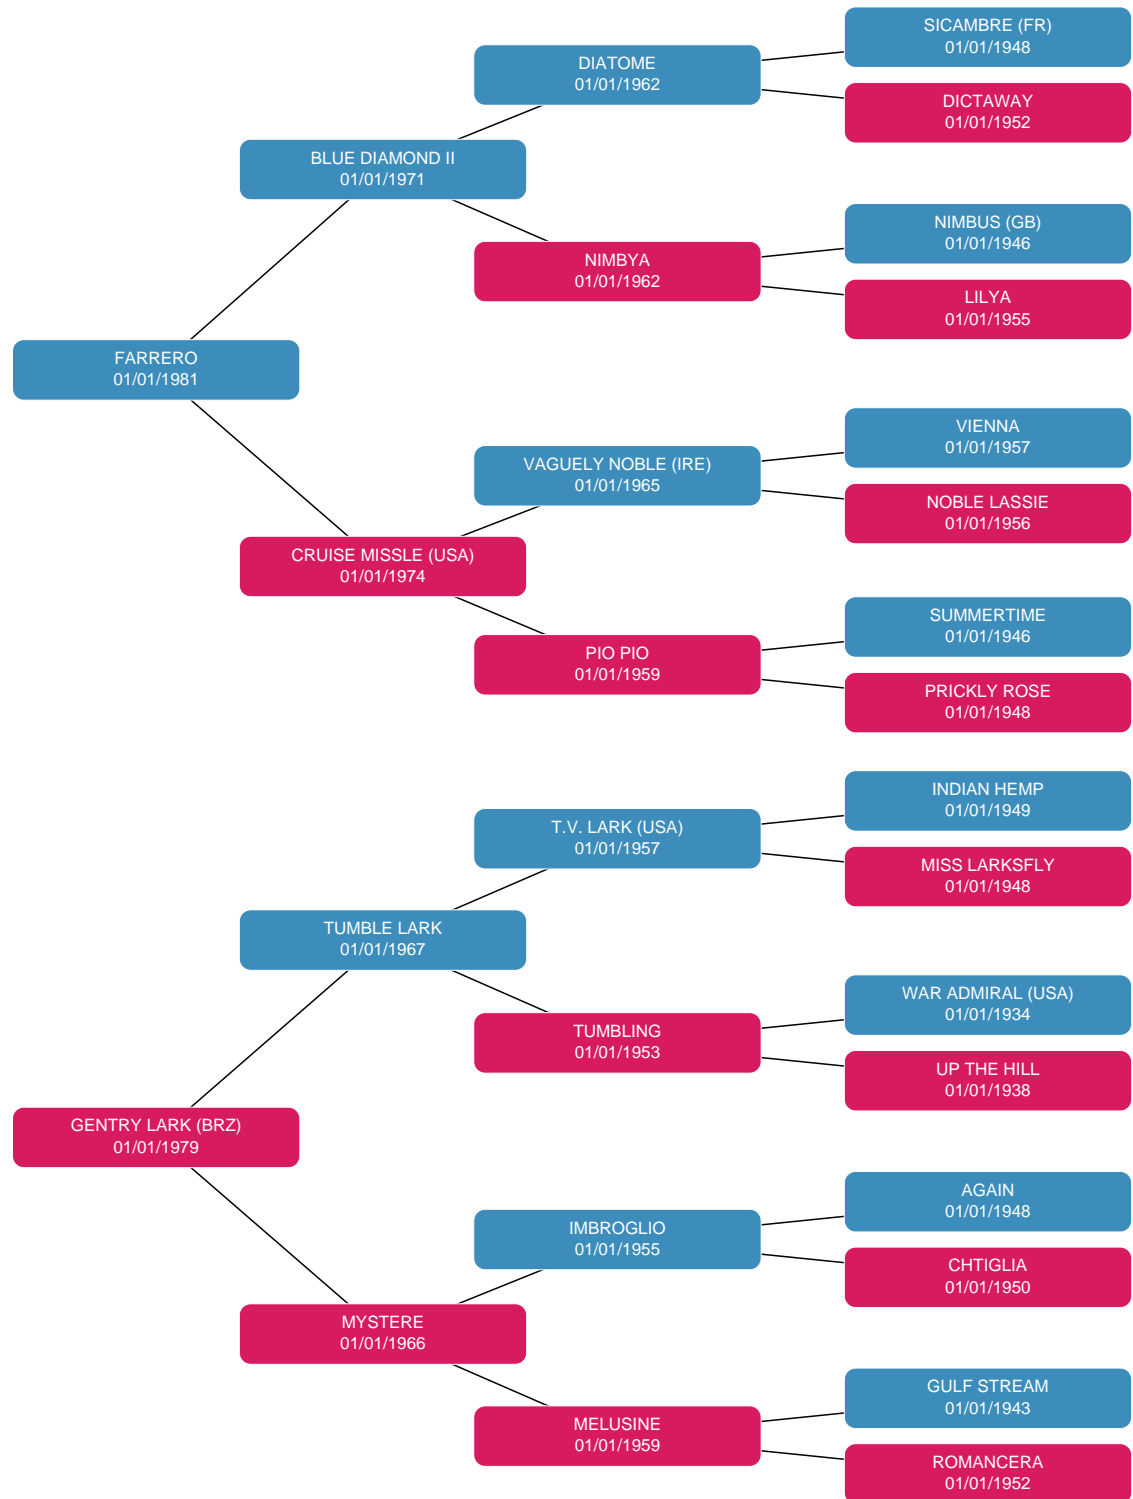 SICAMBRE (FR)
01/01/1948
DIATOME
01/01/1962
DICTAWAY
01/01/1952
BLUE DIAMOND II
01/01/1971
NIMBUS (GB)
01/01/1946
NIMBYA
01/01/1962
LILYA
01/01/1955
FARRERO
01/01/1981
VIENNA
01/01/1957
VAGUELY NOBLE (IRE)
01/01/1965
NOBLE LASSIE
01/01/1956
CRUISE MISSLE (USA)
01/01/1974
SUMMERTIME
01/01/1946
PIO PIO
01/01/1959
PRICKLY ROSE
01/01/1948
INDIAN HEMP
01/01/1949
T.V. LARK (USA)
01/01/1957
MISS LARKSFLY
01/01/1948
TUMBLE LARK
01/01/1967
WAR ADMIRAL (USA)
01/01/1934
TUMBLING
01/01/1953
UP THE HILL
01/01/1938
GENTRY LARK (BRZ)
01/01/1979
AGAIN
01/01/1948
IMBROGLIO
01/01/1955
CHTIGLIA
01/01/1950
MYSTERE
01/01/1966
GULF STREAM
01/01/1943
MELUSINE
01/01/1959
ROMANCERA
01/01/1952